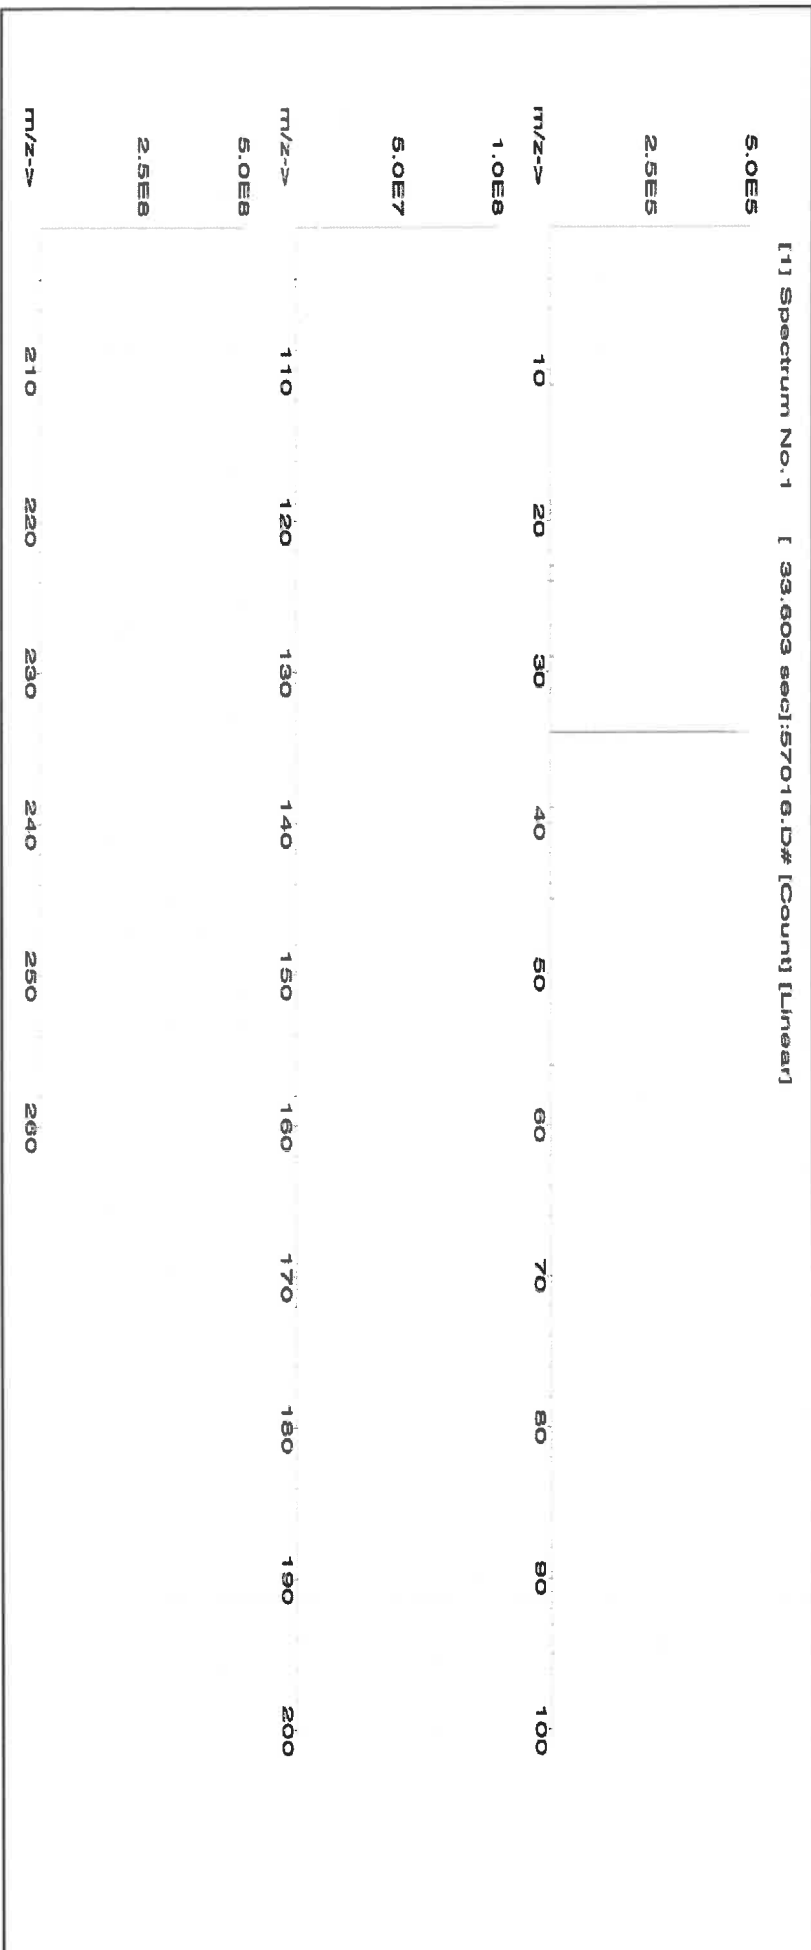 [1] Spectrum No.1 [ 33.603 sec]:57016.D# [Count] [Linear]
5.0E5
2.5E5
m/z-> 10 20 30 40 50 60 70 80 90 100
1.0E8
5.0E7
m/z-> 110 120 130 140 150 160 170 180 190 200
5.0E8
2.5E8
m/z-> 210 220 230 240 250 260